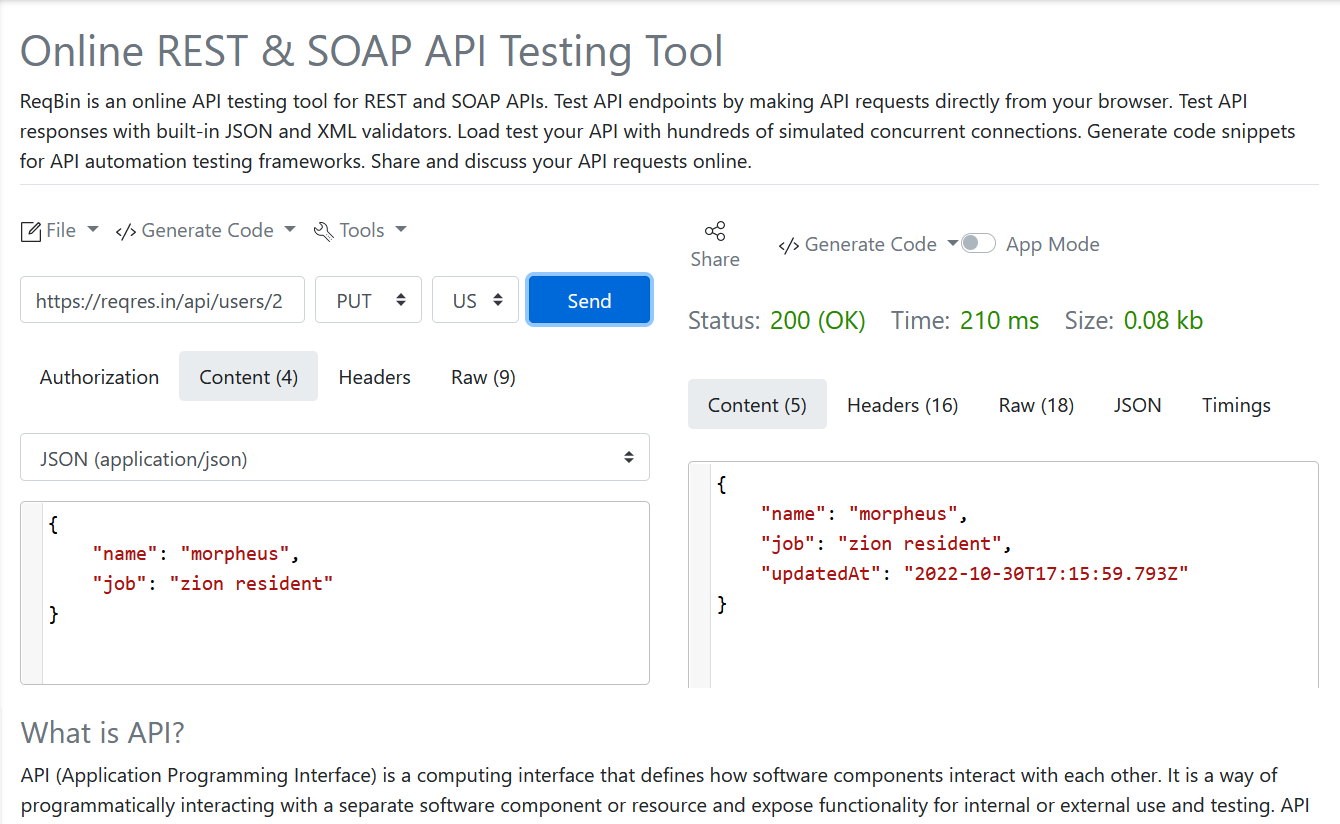 Online REST & SOAP API Testing Tool
ReqBin is an online API testing tool for REST and SOAP APIs. Test API endpoints by making API requests directly from your browser. Test API
responses with built-in JSON and XML validators. Load test your API with hundreds of simulated concurrent connections. Generate code snippets
for API automation testing frameworks. Share and discuss your API requests online.
File </> Generate Code Tools
https://reqres.in/api/users/2 PUT US Send
Authorization Content (4) Headers Raw (9)
JSON (application/json)
{
    "name": "morpheus",
    "job": "zion resident"
}
Share </> Generate Code App Mode
Status: 200 (OK) Time: 210 ms Size: 0.08 kb
Content (5) Headers (16) Raw (18) JSON Timings
{
    "name": "morpheus",
    "job": "zion resident",
    "updatedAt": "2022-10-30T17:15:59.793Z"
}
What is API?
API (Application Programming Interface) is a computing interface that defines how software components interact with each other. It is a way of
programmatically interacting with a separate software component or resource and expose functionality for internal or external use and testing. API